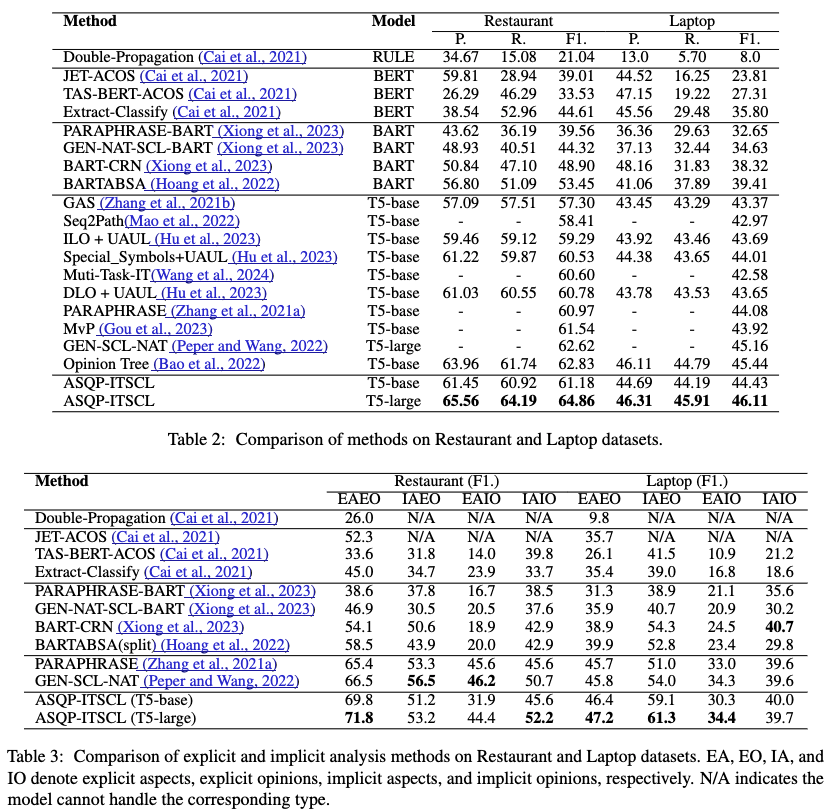 Method Model Restaurant Laptop
P. R. F1. P. R. F1.
Double-Propagation (Cai et al., 2021) RULE 34.67 15.08 21.04 13.0 5.70 8.0
JET-ACOS (Cai et al., 2021) BERT 59.81 28.94 39.01 44.52 16.25 23.81
TAS-BERT-ACOS (Cai et al., 2021) BERT 26.29 46.29 33.53 47.15 19.22 27.31
Extract-Classify (Cai et al., 2021) BERT 38.54 52.96 44.61 45.56 29.48 35.80
PARAPHRASE-BART (Xiong et al., 2023) BART 43.62 36.19 39.56 36.36 29.63 32.65
GEN-NAT-SCL-BART (Xiong et al., 2023) BART 48.93 40.51 44.32 37.13 32.44 34.63
BART-CRN (Xiong et al., 2023) BART 50.84 47.10 48.90 48.16 31.83 38.32
BARTABSA (Hoang et al., 2022) BART 56.80 51.09 53.45 41.06 37.89 39.41
GAS (Zhang et al., 2021b) T5-base 57.09 57.51 57.30 43.45 43.29 43.37
Seq2Path(Mao et al., 2022) T5-base - - 58.41 - - 42.97
ILO + UAUL (Hu et al., 2023) T5-base 59.46 59.12 59.29 43.92 43.46 43.69
Special_Symbols+UAUL (Hu et al., 2023) T5-base 61.22 59.87 60.53 44.38 43.65 44.01
Muti-Task-IT(Wang et al., 2024) T5-base - - 60.60 - - 42.58
DLO + UAUL (Hu et al., 2023) T5-base 61.03 60.55 60.78 43.78 43.53 43.65
PARAPHRASE (Zhang et al., 2021a) T5-base - - 60.97 - - 44.08
MvP (Gou et al., 2023) T5-base - - 61.54 - - 43.92
GEN-SCL-NAT (Peper and Wang, 2022) T5-large - - 62.62 - - 45.16
Opinion Tree (Bao et al., 2022) T5-base 63.96 61.74 62.83 46.11 44.79 45.44
ASQP-ITSCL T5-base 61.45 60.92 61.18 44.69 44.19 44.43
ASQP-ITSCL T5-large 65.56 64.19 64.86 46.31 45.91 46.11
Table 2: Comparison of methods on Restaurant and Laptop datasets.
Method Restaurant (F1.) Laptop (F1.)
EAEO IAEO EAIO IAIO EAEO IAEO EAIO IAIO
Double-Propagation (Cai et al., 2021) 26.0 N/A N/A N/A 9.8 N/A N/A N/A
JET-ACOS (Cai et al., 2021) 52.3 N/A N/A N/A 35.7 N/A N/A N/A
TAS-BERT-ACOS (Cai et al., 2021) 33.6 31.8 14.0 39.8 26.1 41.5 10.9 21.2
Extract-Classify (Cai et al., 2021) 45.0 34.7 23.9 33.7 35.4 39.0 16.8 18.6
PARAPHRASE-BART (Xiong et al., 2023) 38.6 37.8 16.7 38.5 31.3 38.9 21.1 35.6
GEN-NAT-SCL-BART (Xiong et al., 2023) 46.9 30.5 20.5 37.6 35.9 40.7 20.9 30.2
BART-CRN (Xiong et al., 2023) 54.1 50.6 18.9 42.9 38.9 54.3 24.5 40.7
BARTABSA(split) (Hoang et al., 2022) 58.5 43.9 20.0 42.9 39.9 52.8 23.4 29.8
PARAPHRASE (Zhang et al., 2021a) 65.4 53.3 45.6 45.6 45.7 51.0 33.0 39.6
GEN-SCL-NAT (Peper and Wang, 2022) 66.5 56.5 46.2 50.7 45.8 54.0 34.3 39.6
ASQP-ITSCL (T5-base) 69.8 51.2 31.9 45.6 46.4 59.1 30.3 40.0
ASQP-ITSCL (T5-large) 71.8 53.2 44.4 52.2 47.2 61.3 34.4 39.7
Table 3: Comparison of explicit and implicit analysis methods on Restaurant and Laptop datasets. EA, EO, IA, and
IO denote explicit aspects, explicit opinions, implicit aspects, and implicit opinions, respectively. N/A indicates the
model cannot handle the corresponding type.